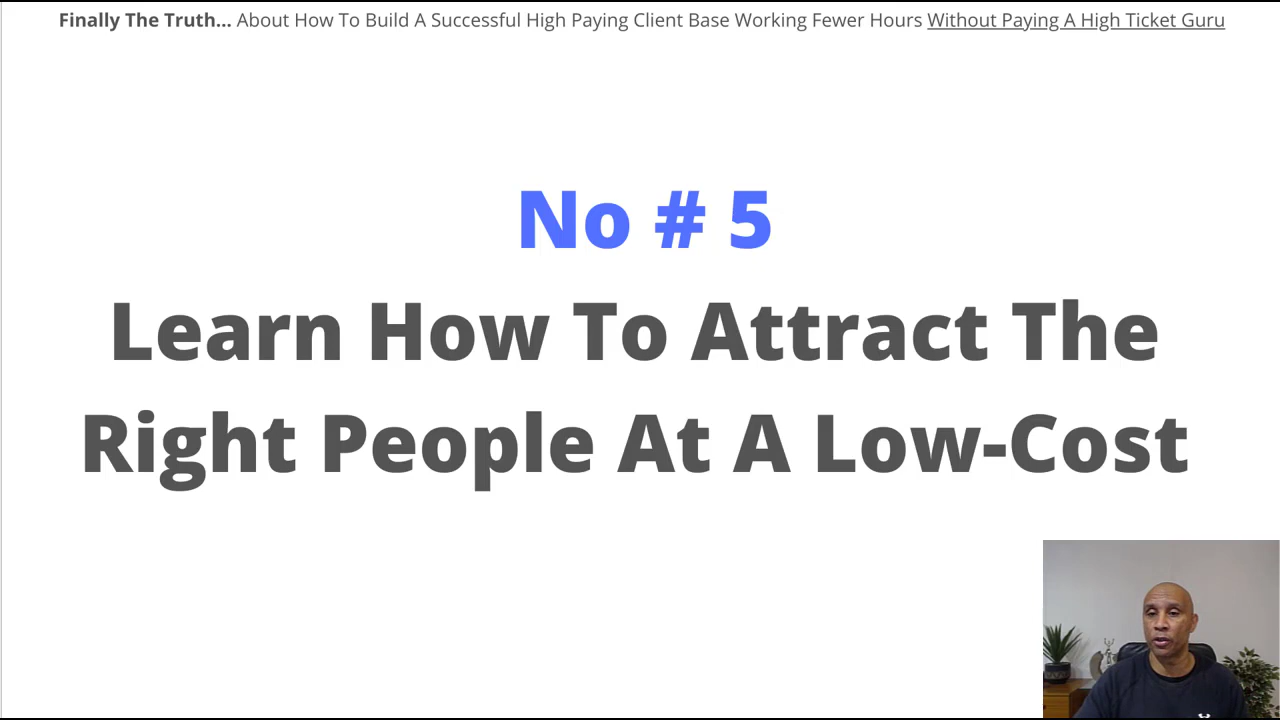 Finally The Truth... About How To Build A Successful High Paying Client Base Working Fewer Hours Without Paying A High Ticket Guru
No # 5
Learn How To Attract The
Right People At A Low-Cost